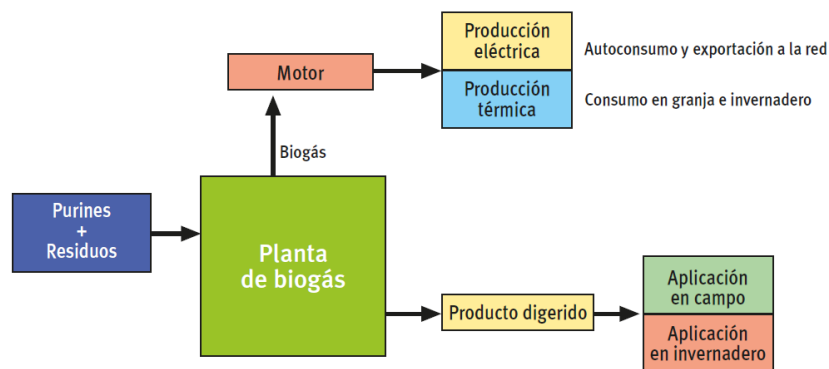 Producción
eléctrica
Autoconsumo y exportación a la red
Motor
Producción
térmica
Consumo en granja e invernadero
Biogás
Purines
+
Residuos
Planta
de biogás
Producto digerido
Aplicación
en campo
Aplicación
en invernadero